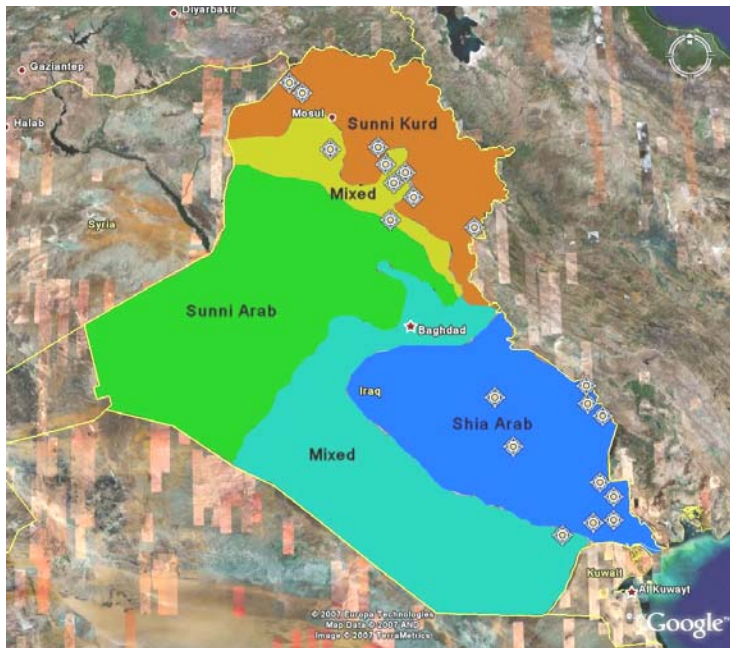 Diyarbakir
Gaziantep
N
Mosul
Halab
Sunni Kurd
Mixed
Syria
Sunni Arab
Baghdad
Iraq
Shia Arab
Mixed
Kuwait
Al Kuwayt
© 2007 Europa Technologies
Map Data © 2007 AND
Image © 2007 TerraMetrics
Google™